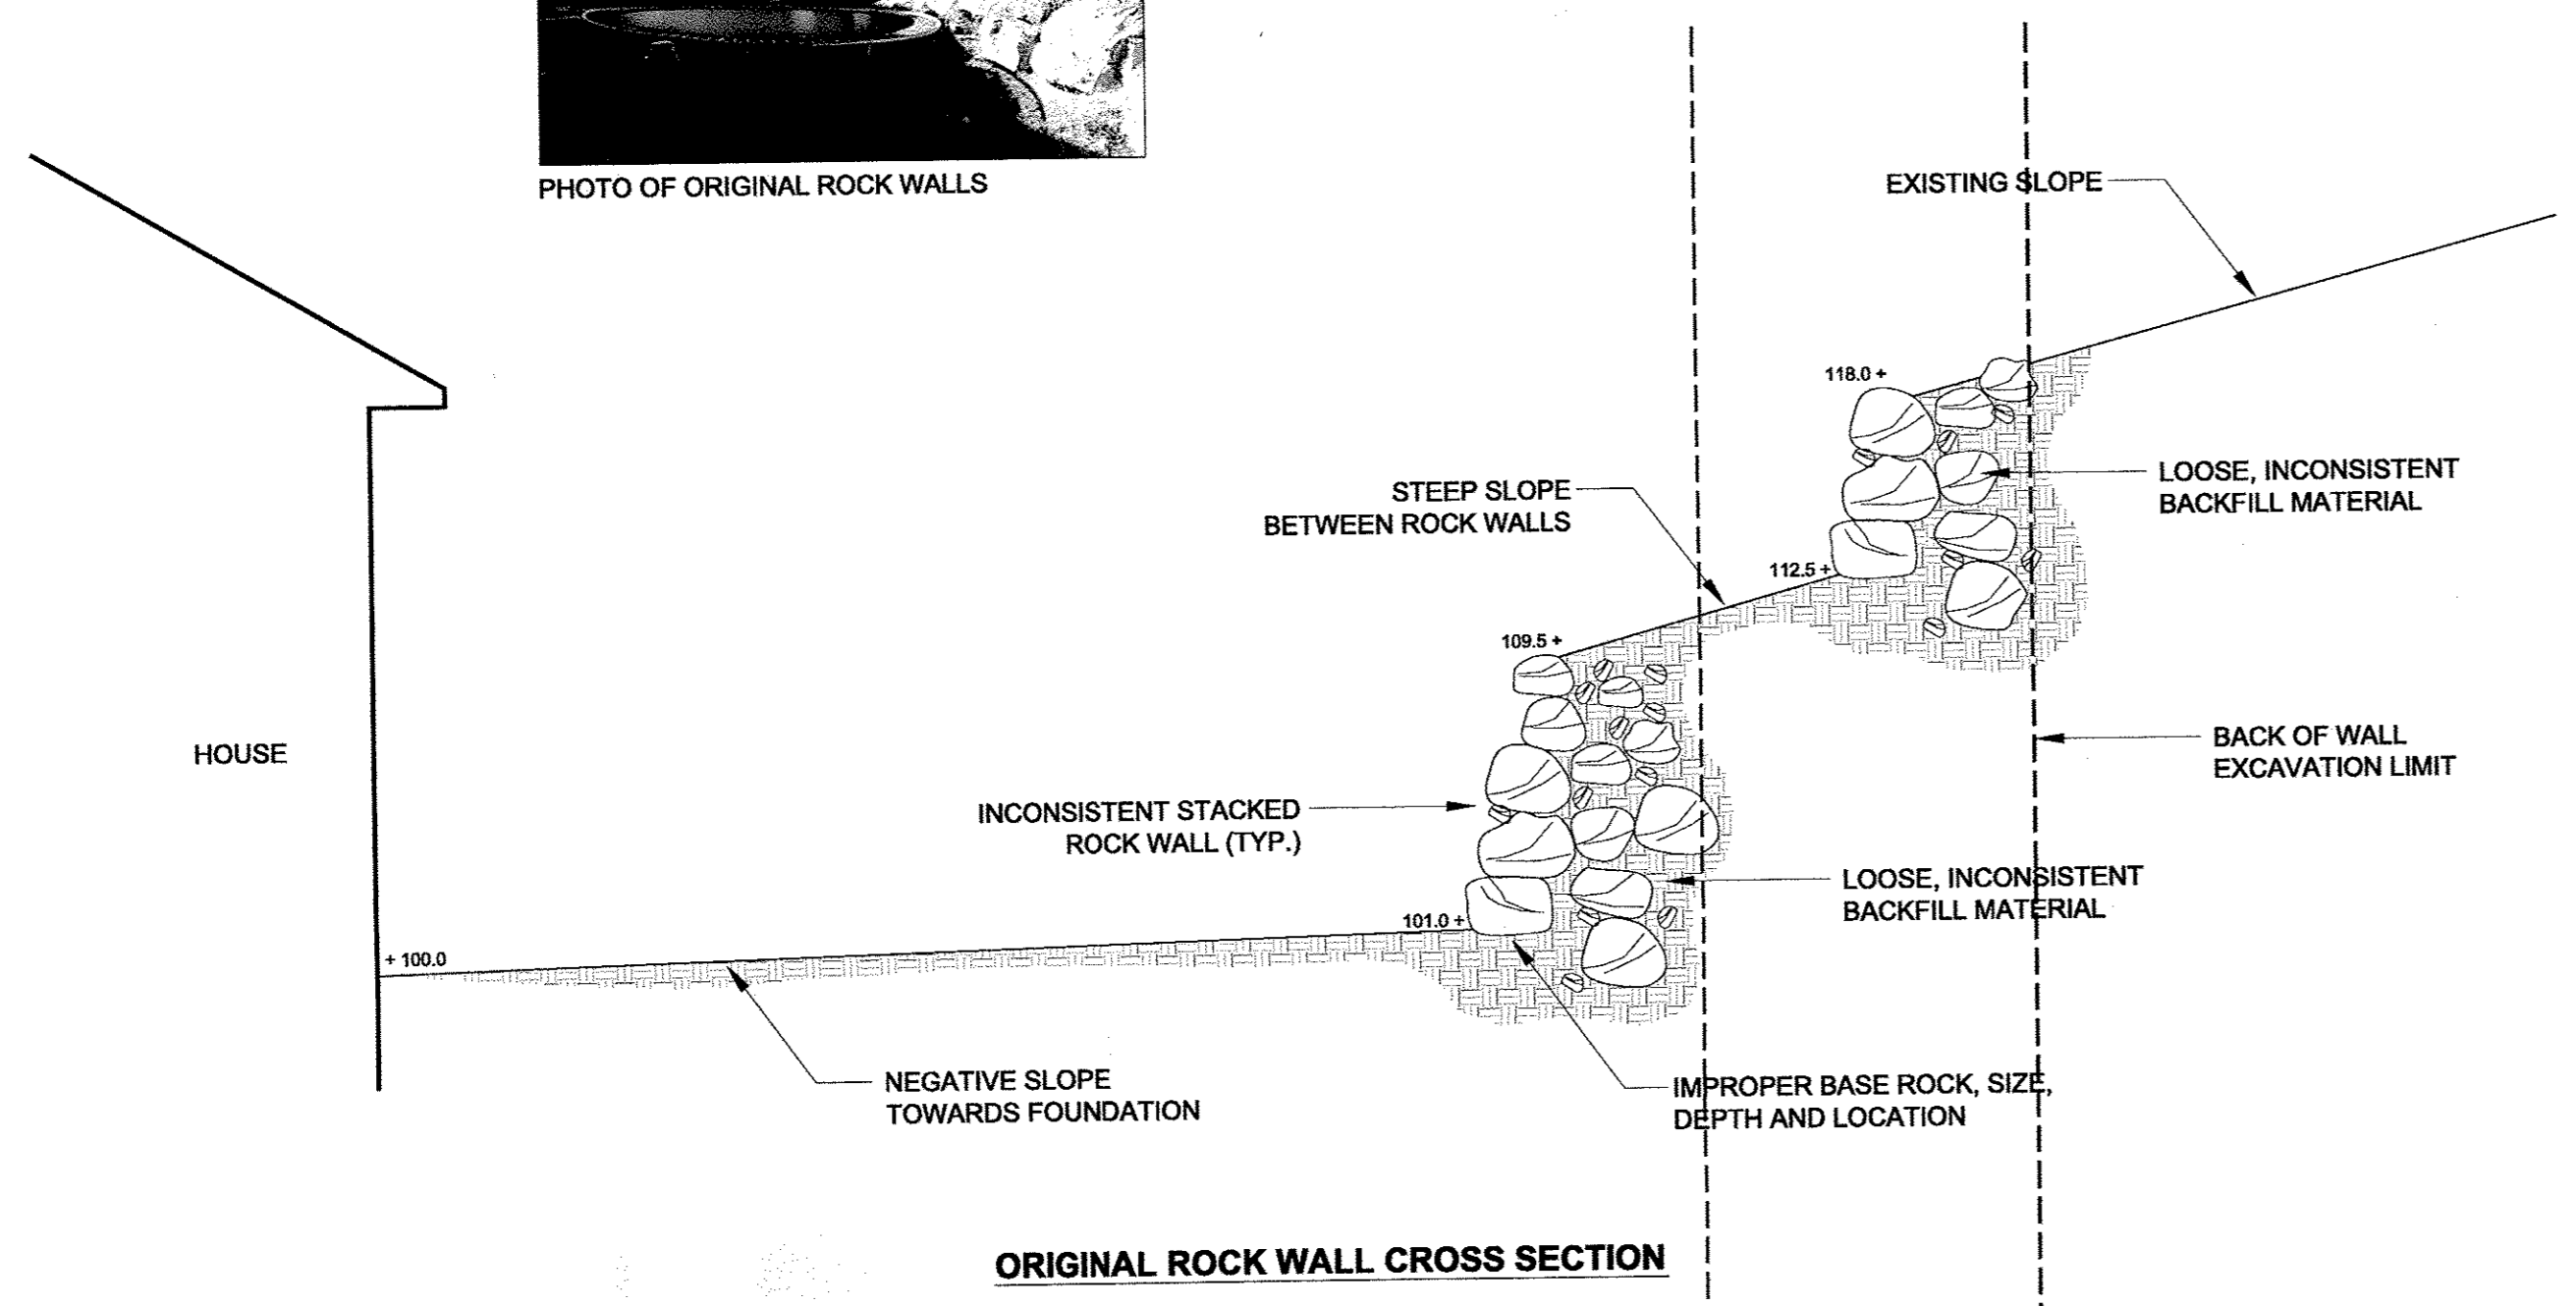 PHOTO OF ORIGINAL ROCK WALLS
EXISTING SLOPE
118.0 +
LOOSE, INCONSISTENT
BACKFILL MATERIAL
STEEP SLOPE
BETWEEN ROCK WALLS
112.5 +
109.5 +
HOUSE
BACK OF WALL
EXCAVATION LIMIT
INCONSISTENT STACKED
ROCK WALL (TYP.)
LOOSE, INCONSISTENT
BACKFILL MATERIAL
101.0 +
+ 100.0
NEGATIVE SLOPE
TOWARDS FOUNDATION
IMPROPER BASE ROCK, SIZE,
DEPTH AND LOCATION
ORIGINAL ROCK WALL CROSS SECTION